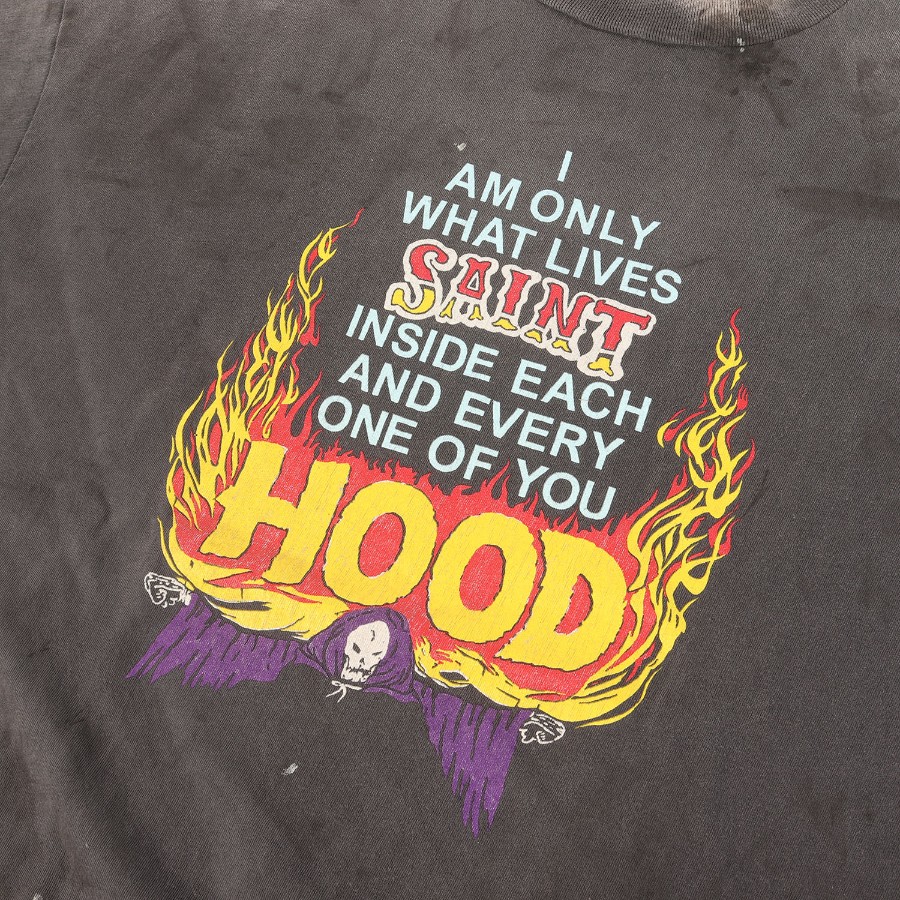 I
AM ONLY
WHAT LIVES
SAINT
INSIDE EACH
AND EVERY
ONE OF YOU
HOOD